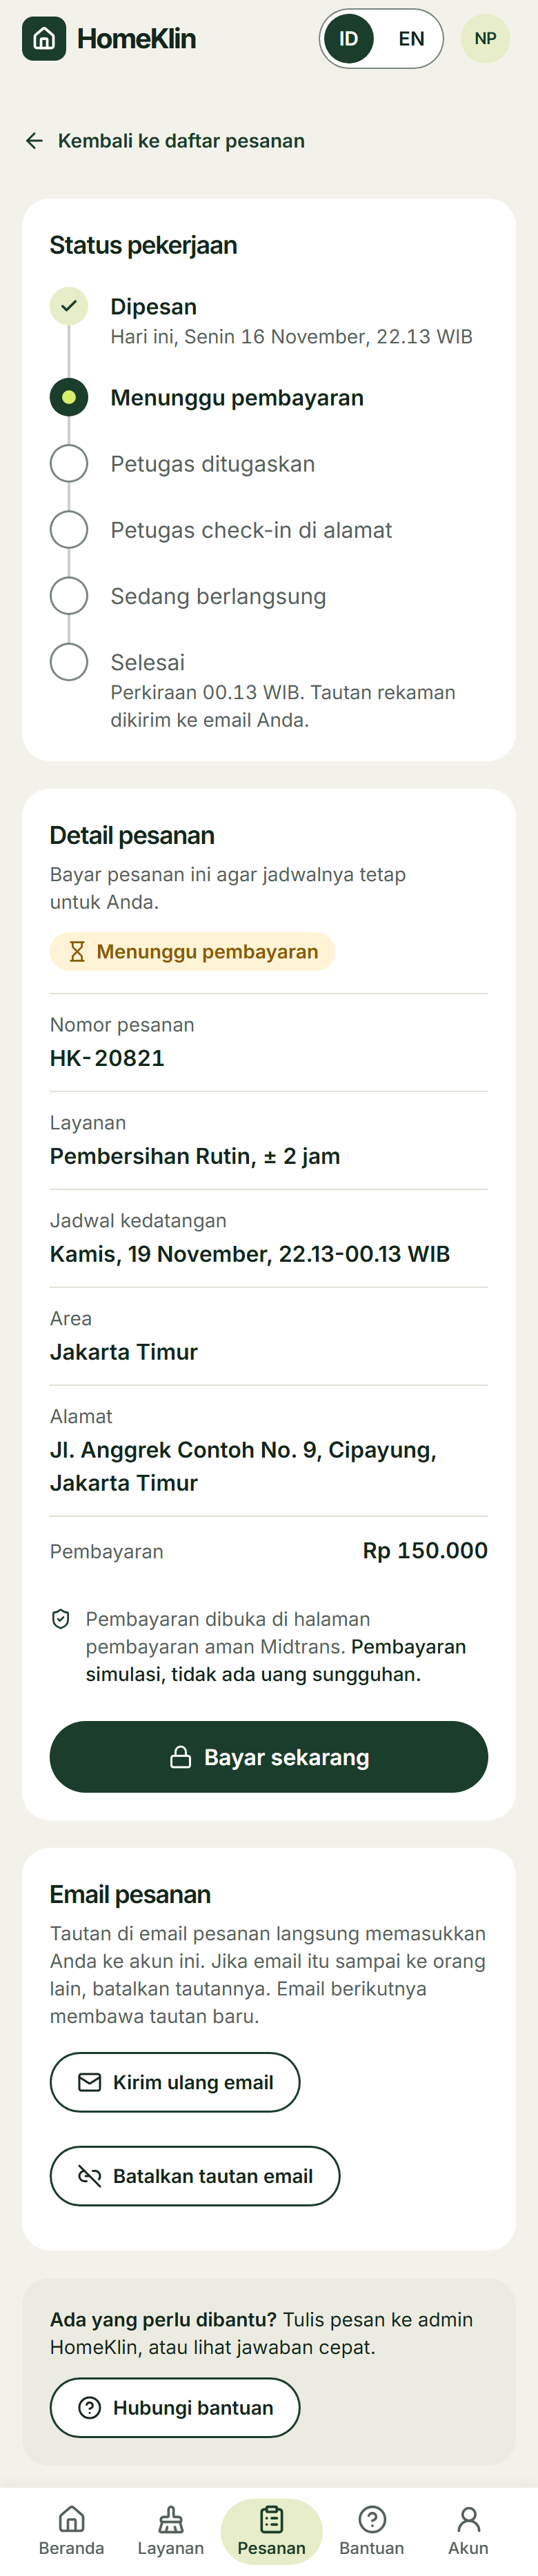 HomeKlin
ID EN
NP
Kembali ke daftar pesanan
Status pekerjaan
Dipesan
Hari ini, Senin 16 November, 22.13 WIB
Menunggu pembayaran
Petugas ditugaskan
Petugas check-in di alamat
Sedang berlangsung
Selesai
Perkiraan 00.13 WIB. Tautan rekaman
dikirim ke email Anda.
Detail pesanan
Bayar pesanan ini agar jadwalnya tetap
untuk Anda.
Menunggu pembayaran
Nomor pesanan
HK-20821
Layanan
Pembersihan Rutin, ± 2 jam
Jadwal kedatangan
Kamis, 19 November, 22.13-00.13 WIB
Area
Jakarta Timur
Alamat
Jl. Anggrek Contoh No. 9, Cipayung,
Jakarta Timur
Pembayaran Rp 150.000
Pembayaran dibuka di halaman
pembayaran aman Midtrans. Pembayaran
simulasi, tidak ada uang sungguhan.
Bayar sekarang
Email pesanan
Tautan di email pesanan langsung memasukkan
Anda ke akun ini. Jika email itu sampai ke orang
lain, batalkan tautannya. Email berikutnya
membawa tautan baru.
Kirim ulang email
Batalkan tautan email
Ada yang perlu dibantu? Tulis pesan ke admin
HomeKlin, atau lihat jawaban cepat.
Hubungi bantuan
Beranda Layanan Pesanan Bantuan Akun